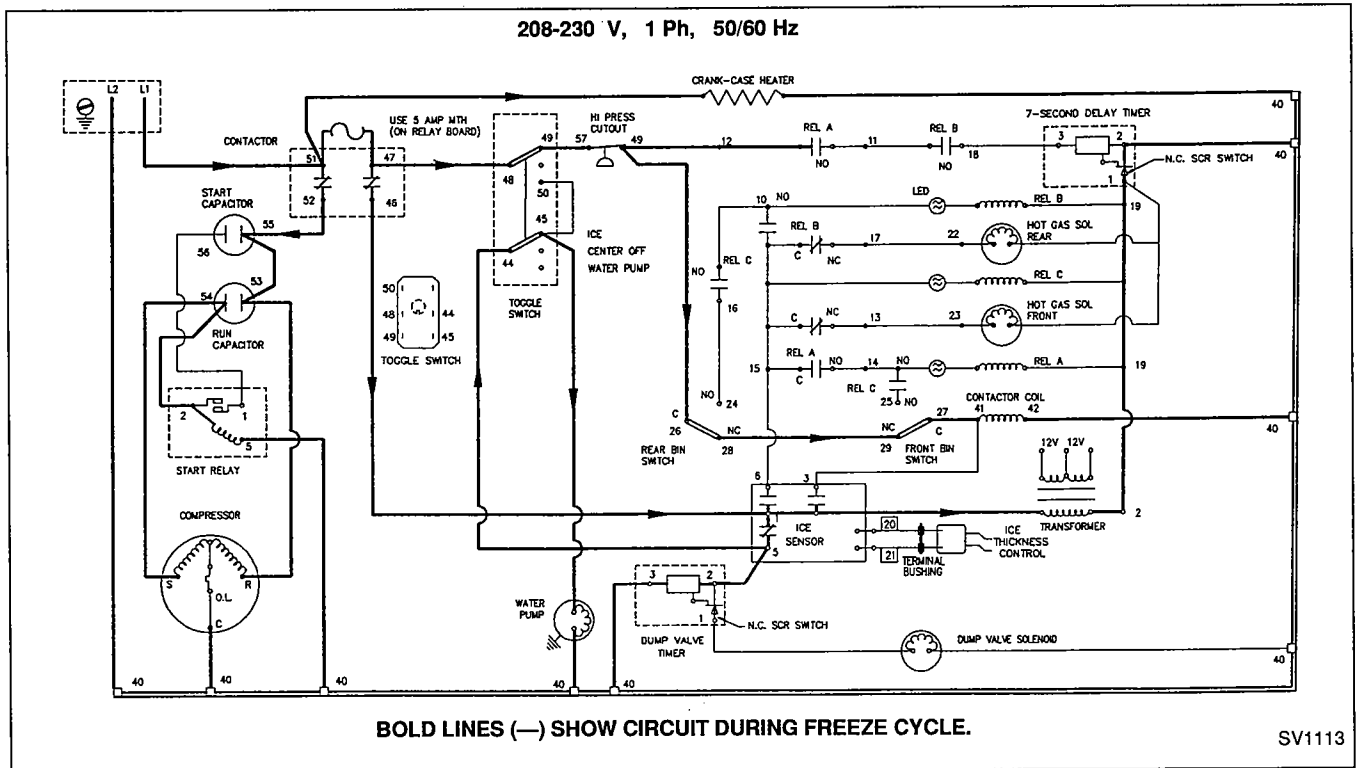 208-230 V, 1 Ph, 50/60 Hz
L2 L1
CRANK-CASE HEATER
40
USE 5 AMP MTH
(ON RELAY BOARD)
CONTACTOR
51
47
52
46
49
57
HI PRESS
CUTOUT
49
12
REL A
NO
11
REL B
NO
18
7-SECOND DELAY TIMER
3
2
1
N.C. SCR SWITCH
40
48
50
45
44
ICE
CENTER OFF
WATER PUMP
TOGGLE
SWITCH
START
CAPACITOR
55
56
54
53
RUN
CAPACITOR
50
48
49
44
45
TOGGLE SWITCH
10
NO
LED
REL B
19
REL B
C
NC
17
22
HOT GAS SOL
REAR
NO
REL C
16
REL C
C
NC
13
23
HOT GAS SOL
FRONT
15
REL A
C
NO
14
NO
REL C
25
NO
REL A
19
NO
24
2
1
5
START RELAY
C
26
REAR BIN
SWITCH
NC
28
NC
29
27
C
FRONT BIN
SWITCH
CONTACTOR COIL
41
42
40
12V
12V
TRANSFORMER
2
6
3
1
5
ICE
SENSOR
20
21
TERMINAL
BUSHING
ICE
THICKNESS
CONTROL
COMPRESSOR
S
R
O.L.
C
WATER
PUMP
3
2
1
N.C. SCR SWITCH
DUMP VALVE
TIMER
DUMP VALVE SOLENOID
40
40
40
40
40
40
BOLD LINES (—) SHOW CIRCUIT DURING FREEZE CYCLE.
SV1113